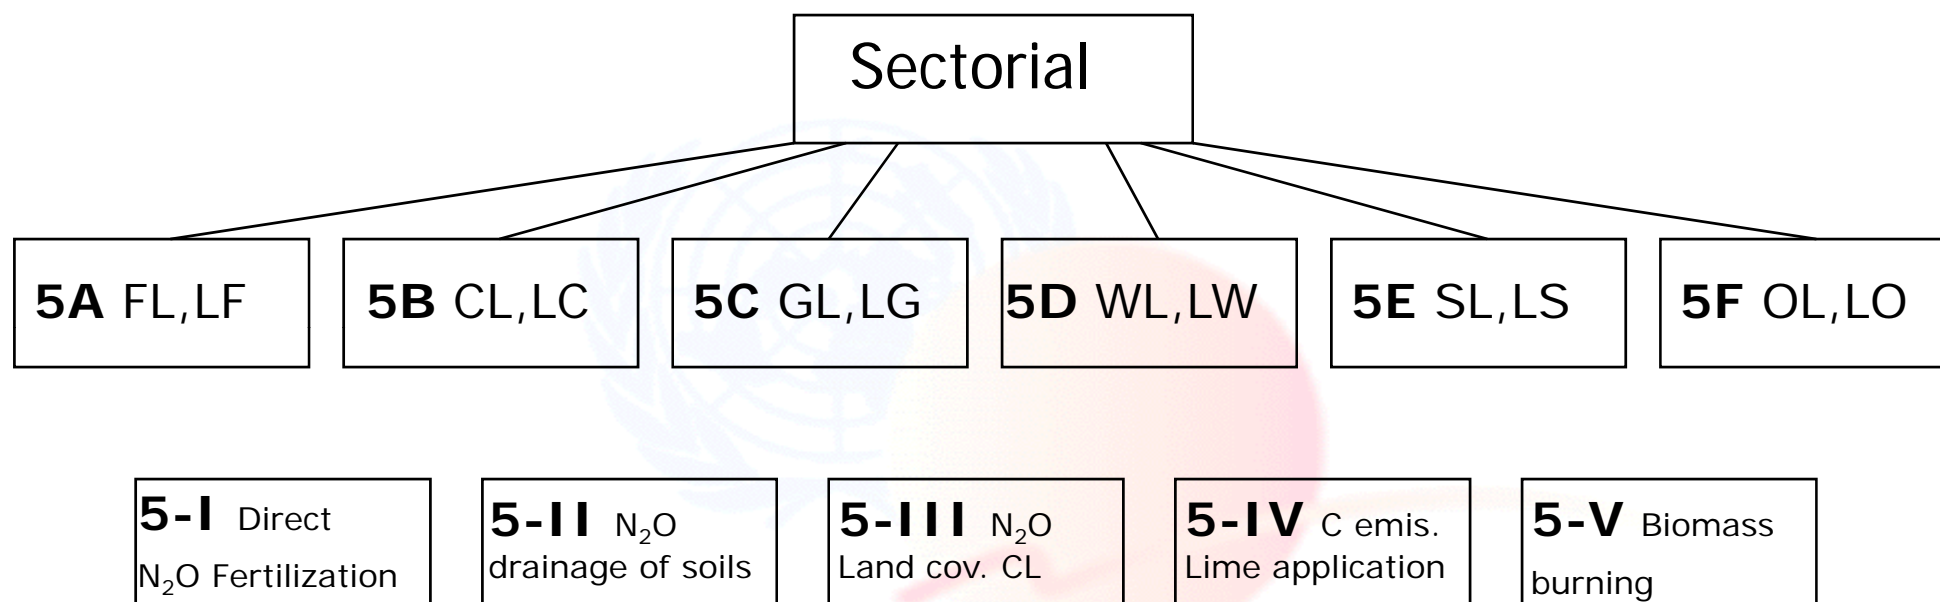 Sectorial
5A FL,LF
5B CL,LC
5C GL,LG
5D WL,LW
5E SL,LS
5F OL,LO
5-I Direct
N₂O Fertilization
5-II N₂O
drainage of soils
5-III N₂O
Land cov. CL
5-IV C emis.
Lime application
5-V Biomass
burning